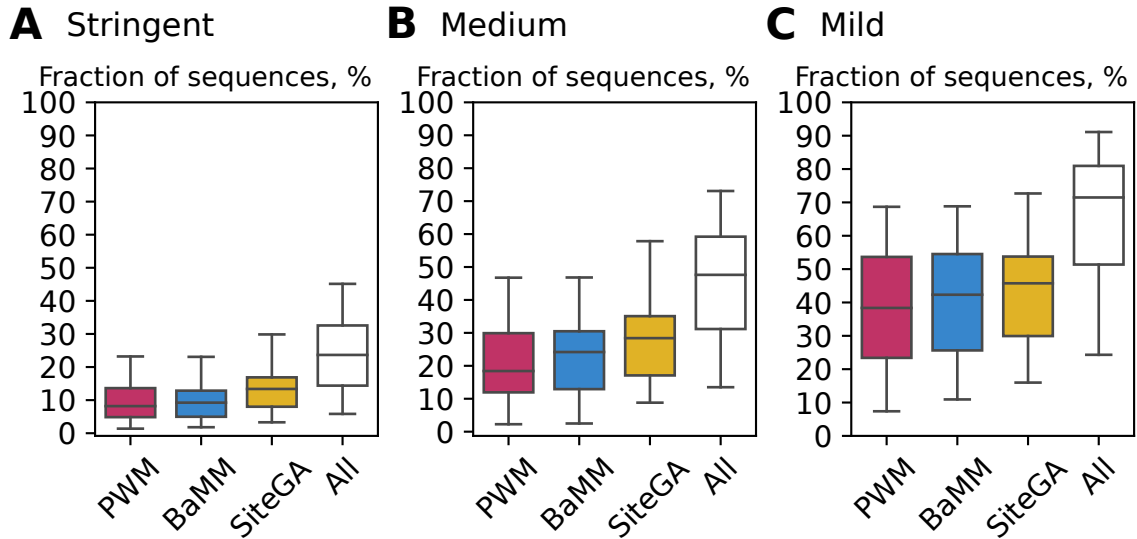 A Stringent
Fraction of sequences, %
100
90
80
70
60
50
40
30
20
10
0
PWM
BaMM
SiteGA
All
B Medium
Fraction of sequences, %
100
90
80
70
60
50
40
30
20
10
0
PWM
BaMM
SiteGA
All
C Mild
Fraction of sequences, %
100
90
80
70
60
50
40
30
20
10
0
PWM
BaMM
SiteGA
All